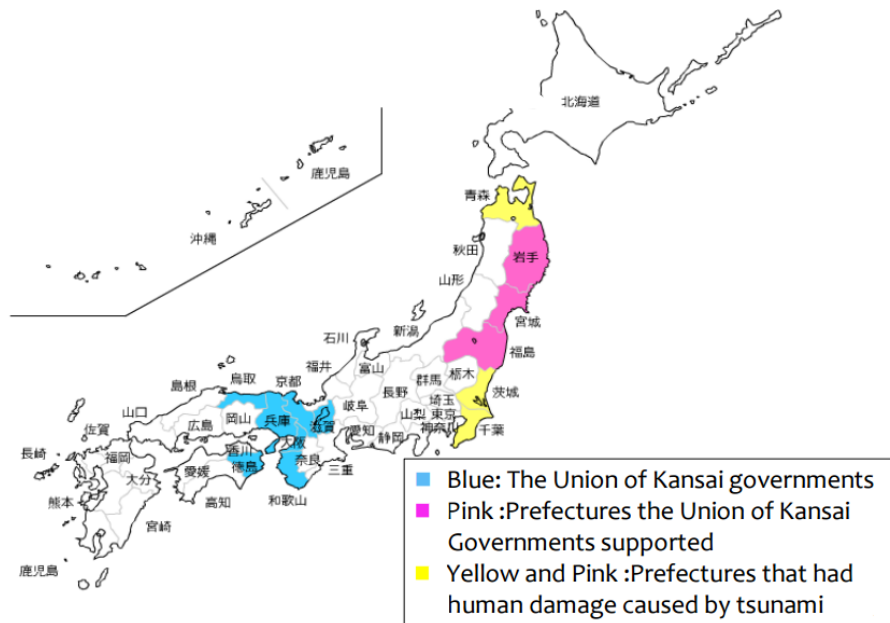 北海道
鹿児島
沖縄
青森
秋田
岩手
山形
宮城
新潟
石川
福島
福井
富山
群馬
栃木
茨城
島根
鳥取
京都
岐阜
長野
埼玉
山口
広島
岡山
兵庫
滋賀
山梨
東京
佐賀
大阪
愛知
静岡
神奈川
千葉
長崎
福岡
香川
奈良
三重
大分
愛媛
徳島
熊本
高知
和歌山
宮崎
鹿児島
Blue: The Union of Kansai governments
Pink :Prefectures the Union of Kansai
Governments supported
Yellow and Pink :Prefectures that had
human damage caused by tsunami